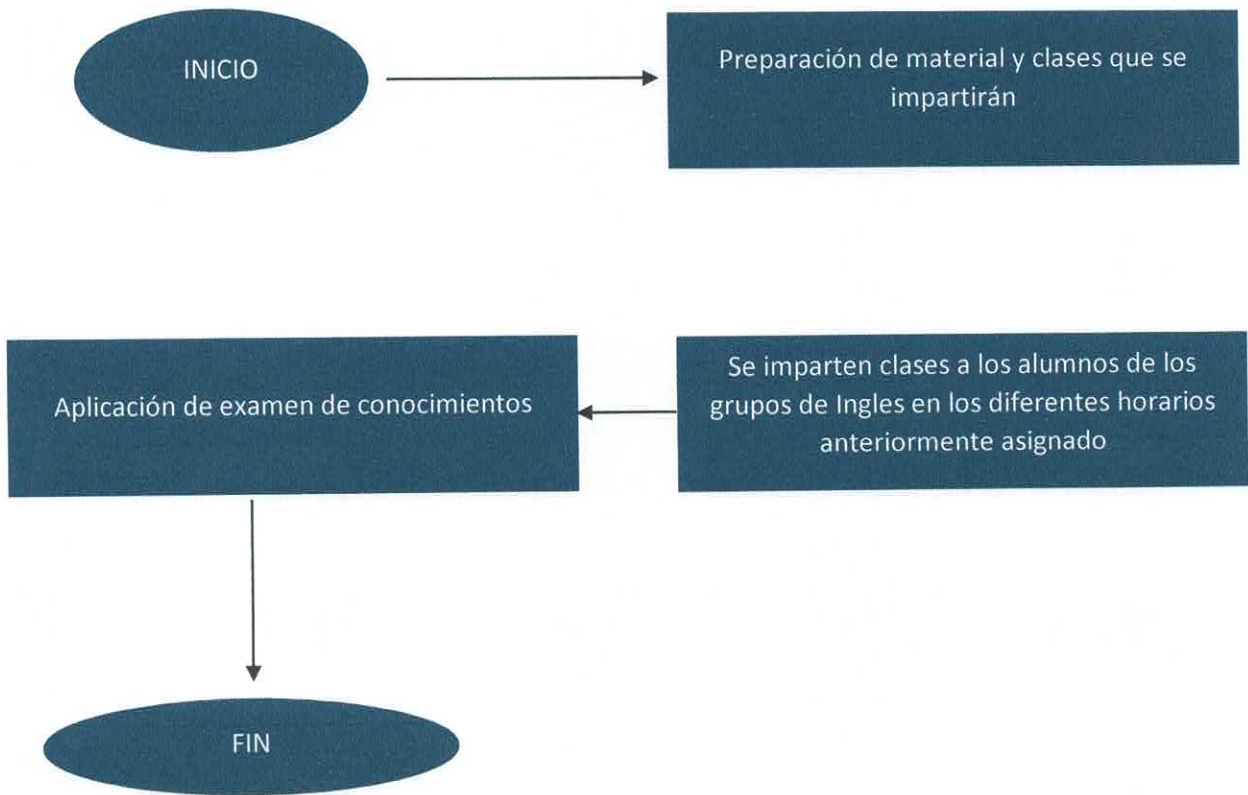 INICIO
Preparación de material y clases que se
impartirán
Se imparten clases a los alumnos de los
grupos de Ingles en los diferentes horarios
anteriormente asignado
Aplicación de examen de conocimientos
FIN